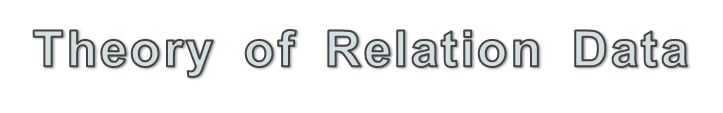 Theory of Relation Data